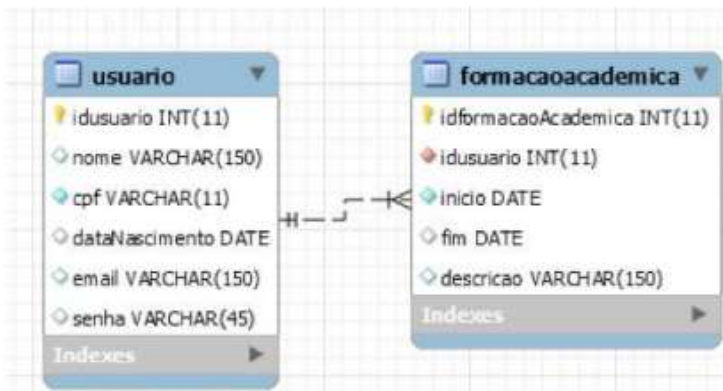 usuario
idusuario INT(11)
nome VARCHAR(150)
cpf VARCHAR(11)
dataNascimento DATE
email VARCHAR(150)
senha VARCHAR(45)
Indexes
formacaoacademica
idformacaoAcademica INT(11)
idusuario INT(11)
inicio DATE
fim DATE
descricao VARCHAR(150)
Indexes